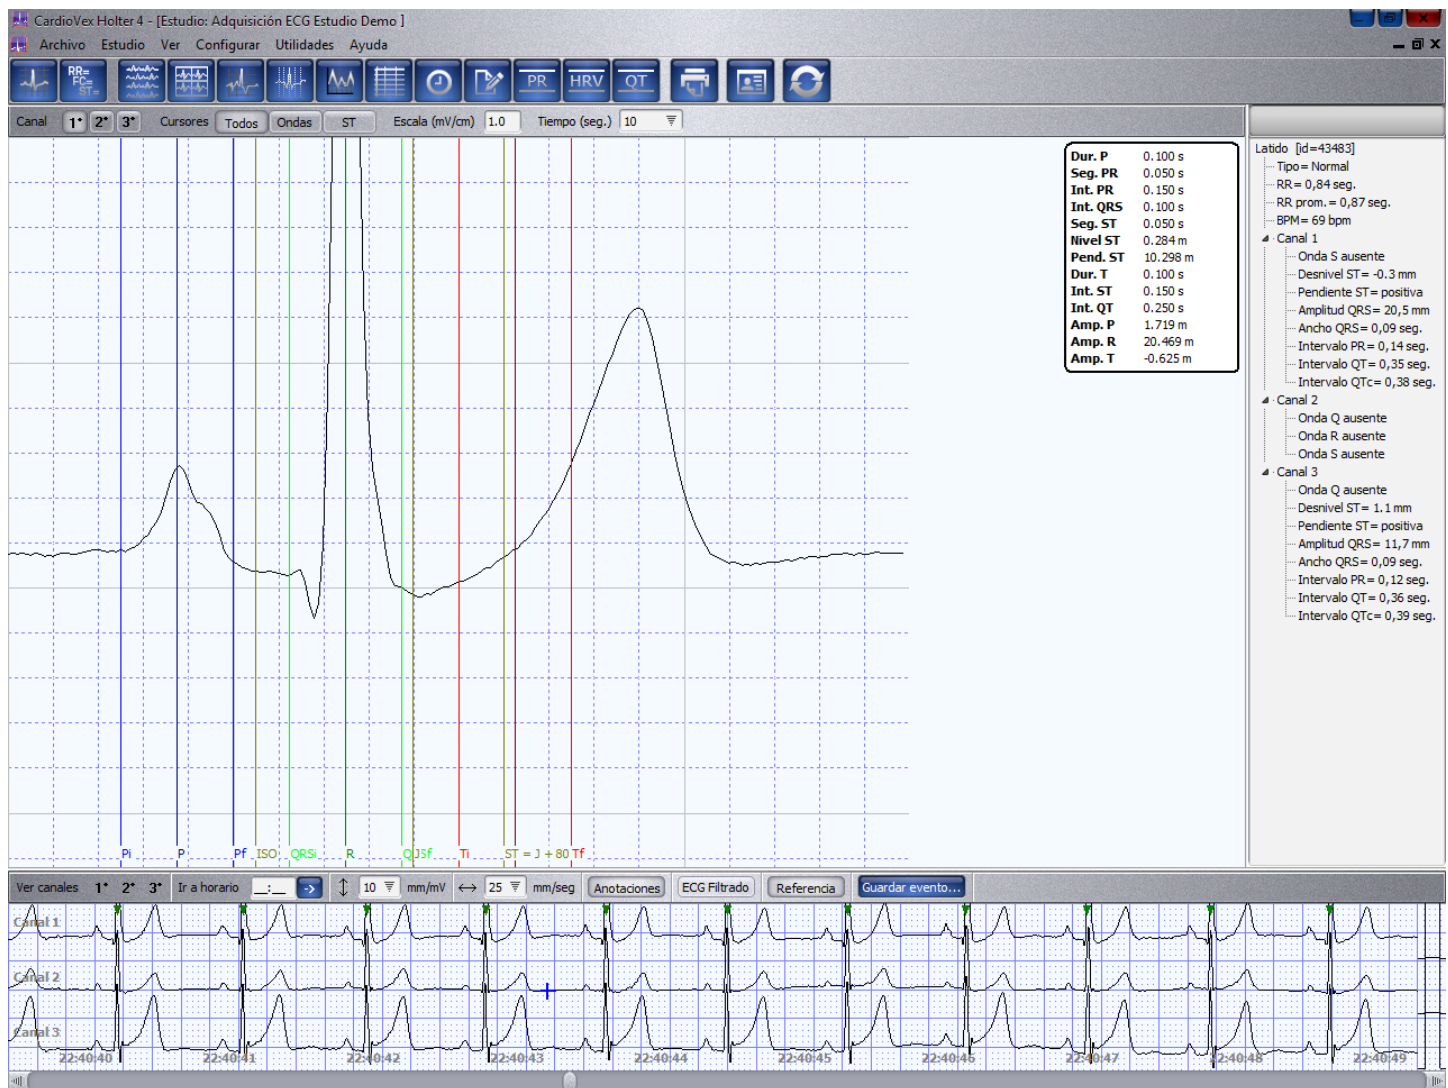 CardioVex Holter 4 - [Estudio: Adquisición ECG Estudio Demo ]
Archivo Estudio Ver Configurar Utilidades Ayuda
RR=
FC=
ST=
PR HRV QT
Canal 1* 2* 3* Cursores Todos Ondas ST Escala (mV/cm) 1.0 Tiempo (seg.) 10
Dur. P 0.100 s
Seg. PR 0.050 s
Int. PR 0.150 s
Int. QRS 0.100 s
Seg. ST 0.050 s
Nivel ST 0.284 m
Pend. ST 10.298 m
Dur. T 0.100 s
Int. ST 0.150 s
Int. QT 0.250 s
Amp. P 1.719 m
Amp. R 20.469 m
Amp. T -0.625 m
Latido [id=43483]
Tipo= Normal
RR= 0,84 seg.
RR prom.= 0,87 seg.
BPM= 69 bpm
Canal 1
Onda S ausente
Desnivel ST= -0.3 mm
Pendiente ST= positiva
Amplitud QRS= 20,5 mm
Ancho QRS= 0,09 seg.
Intervalo PR= 0,14 seg.
Intervalo QT= 0,35 seg.
Intervalo QTc= 0,38 seg.
Canal 2
Onda Q ausente
Onda R ausente
Onda S ausente
Canal 3
Onda Q ausente
Desnivel ST= 1.1 mm
Pendiente ST= positiva
Amplitud QRS= 11,7 mm
Ancho QRS= 0,09 seg.
Intervalo PR= 0,12 seg.
Intervalo QT= 0,36 seg.
Intervalo QTc= 0,39 seg.
Pi P Pf ISO QRSi R Ti ST = J + 80 Tf
Ver canales 1* 2* 3* Ir a horario __:__ -> 10 mm/mV 25 mm/seg Anotaciones ECG Filtrado Referencia Guardar evento...
Canal 1
Canal 2
Canal 3
22:40:40 22:40:41 22:40:42 22:40:43 22:40:44 22:40:45 22:40:46 22:40:47 22:40:48 22:40:49